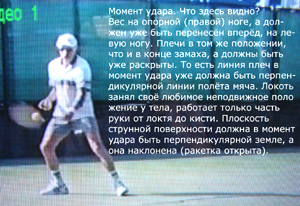 део 1
Момент удара. Что здесь видно?
Вес на опорной (правой) ноге, а дол-
жен уже быть перенесён вперёд, на ле-
вую ногу. Плечи в том же положении,
что и в конце замаха, а должны быть
уже раскрыты. То есть линия плеч в
момент удара уже должна быть перпен-
дикулярной линии полёта мяча. Локоть
занял своё любимое неподвижное поло
жение у тела, работает только часть
руки от локтя до кисти. Плоскость
струнной поверхности должна в момент
удара быть перпендикулярной земле, а
она наклонена (ракетка открыта).